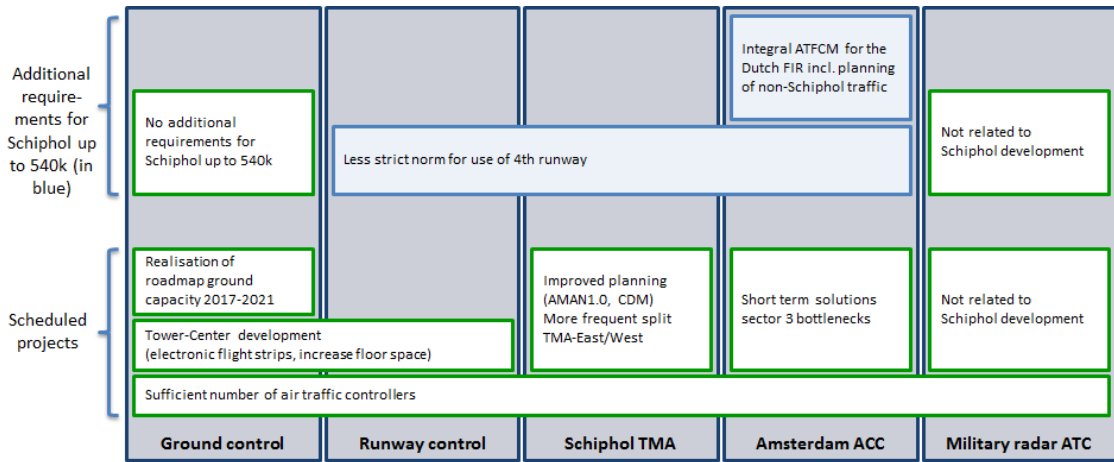 Additional
require-
ments for
Schiphol up
to 540k (in
blue)
No additional
requirements for
Schiphol up to 540k
Integral ATFCM for the
Dutch FIR incl. planning
of non-Schiphol traffic
Less strict norm for use of 4th runway
Not related to
Schiphol development
Scheduled
projects
Realisation of
roadmap ground
capacity 2017-2021
Tower-Center development
(electronic flight strips, increase floor space)
Improved planning
(AMAN1.0, CDM)
More frequent split
TMA-East/West
Short term solutions
sector 3 bottlenecks
Not related to
Schiphol development
Sufficient number of air traffic controllers
Ground control
Runway control
Schiphol TMA
Amsterdam ACC
Military radar ATC